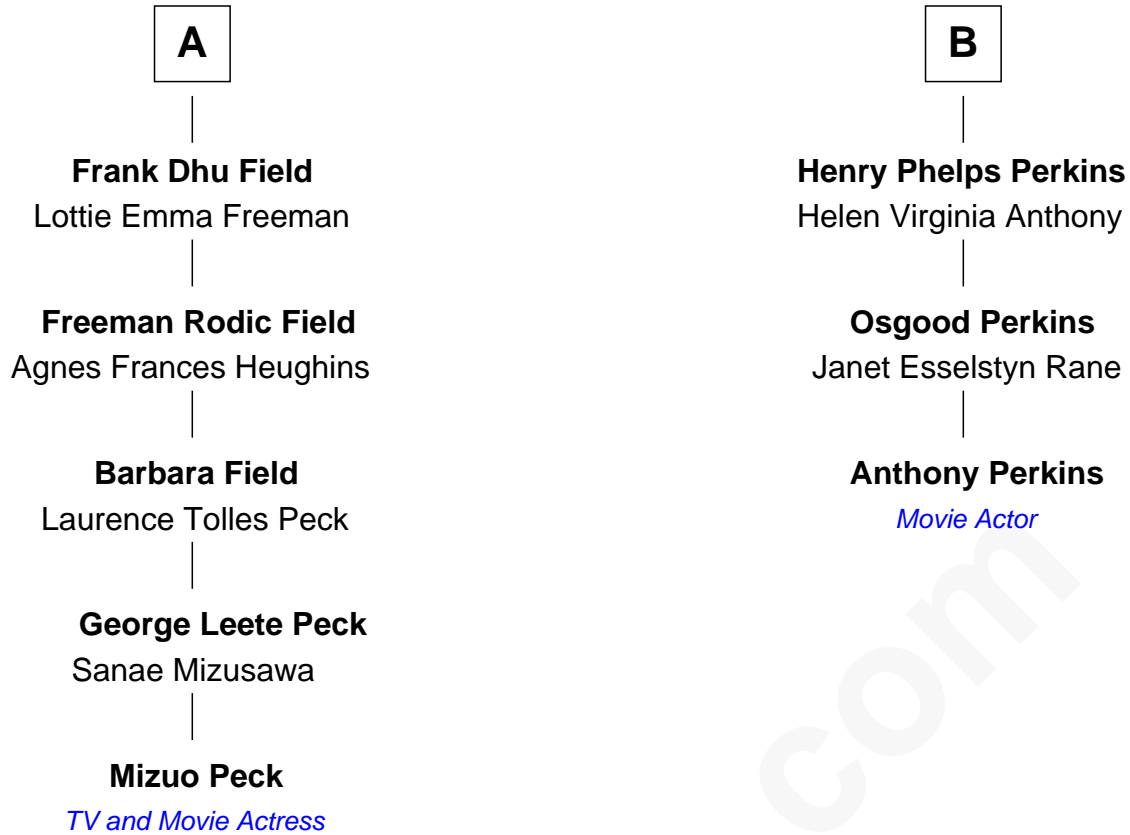 A
Frank Dhu Field
Lottie Emma Freeman
Freeman Rodic Field
Agnes Frances Heughins
Barbara Field
Laurence Tolles Peck
George Leete Peck
Sanae Mizusawa
Mizuo Peck
TV and Movie Actress
B
Henry Phelps Perkins
Helen Virginia Anthony
Osgood Perkins
Janet Esselstyn Rane
Anthony Perkins
Movie Actor
com